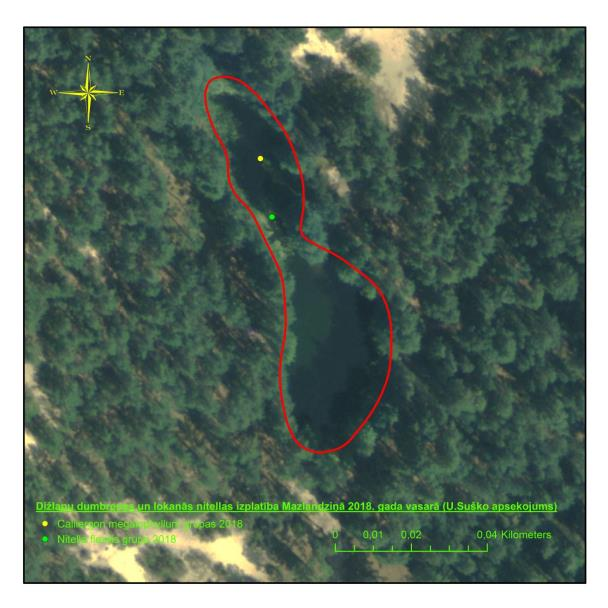 N
W E
S
Dižlapu dumbrenes un lokanās nitellas izplatība Mazlandziņā 2018. gada vasarā (U.Suško apsekojums)
Calliergon megalophyllum grupas 2018
Nitella flexilis grupa 2018
0 0,01 0,02 0,04 Kilometers